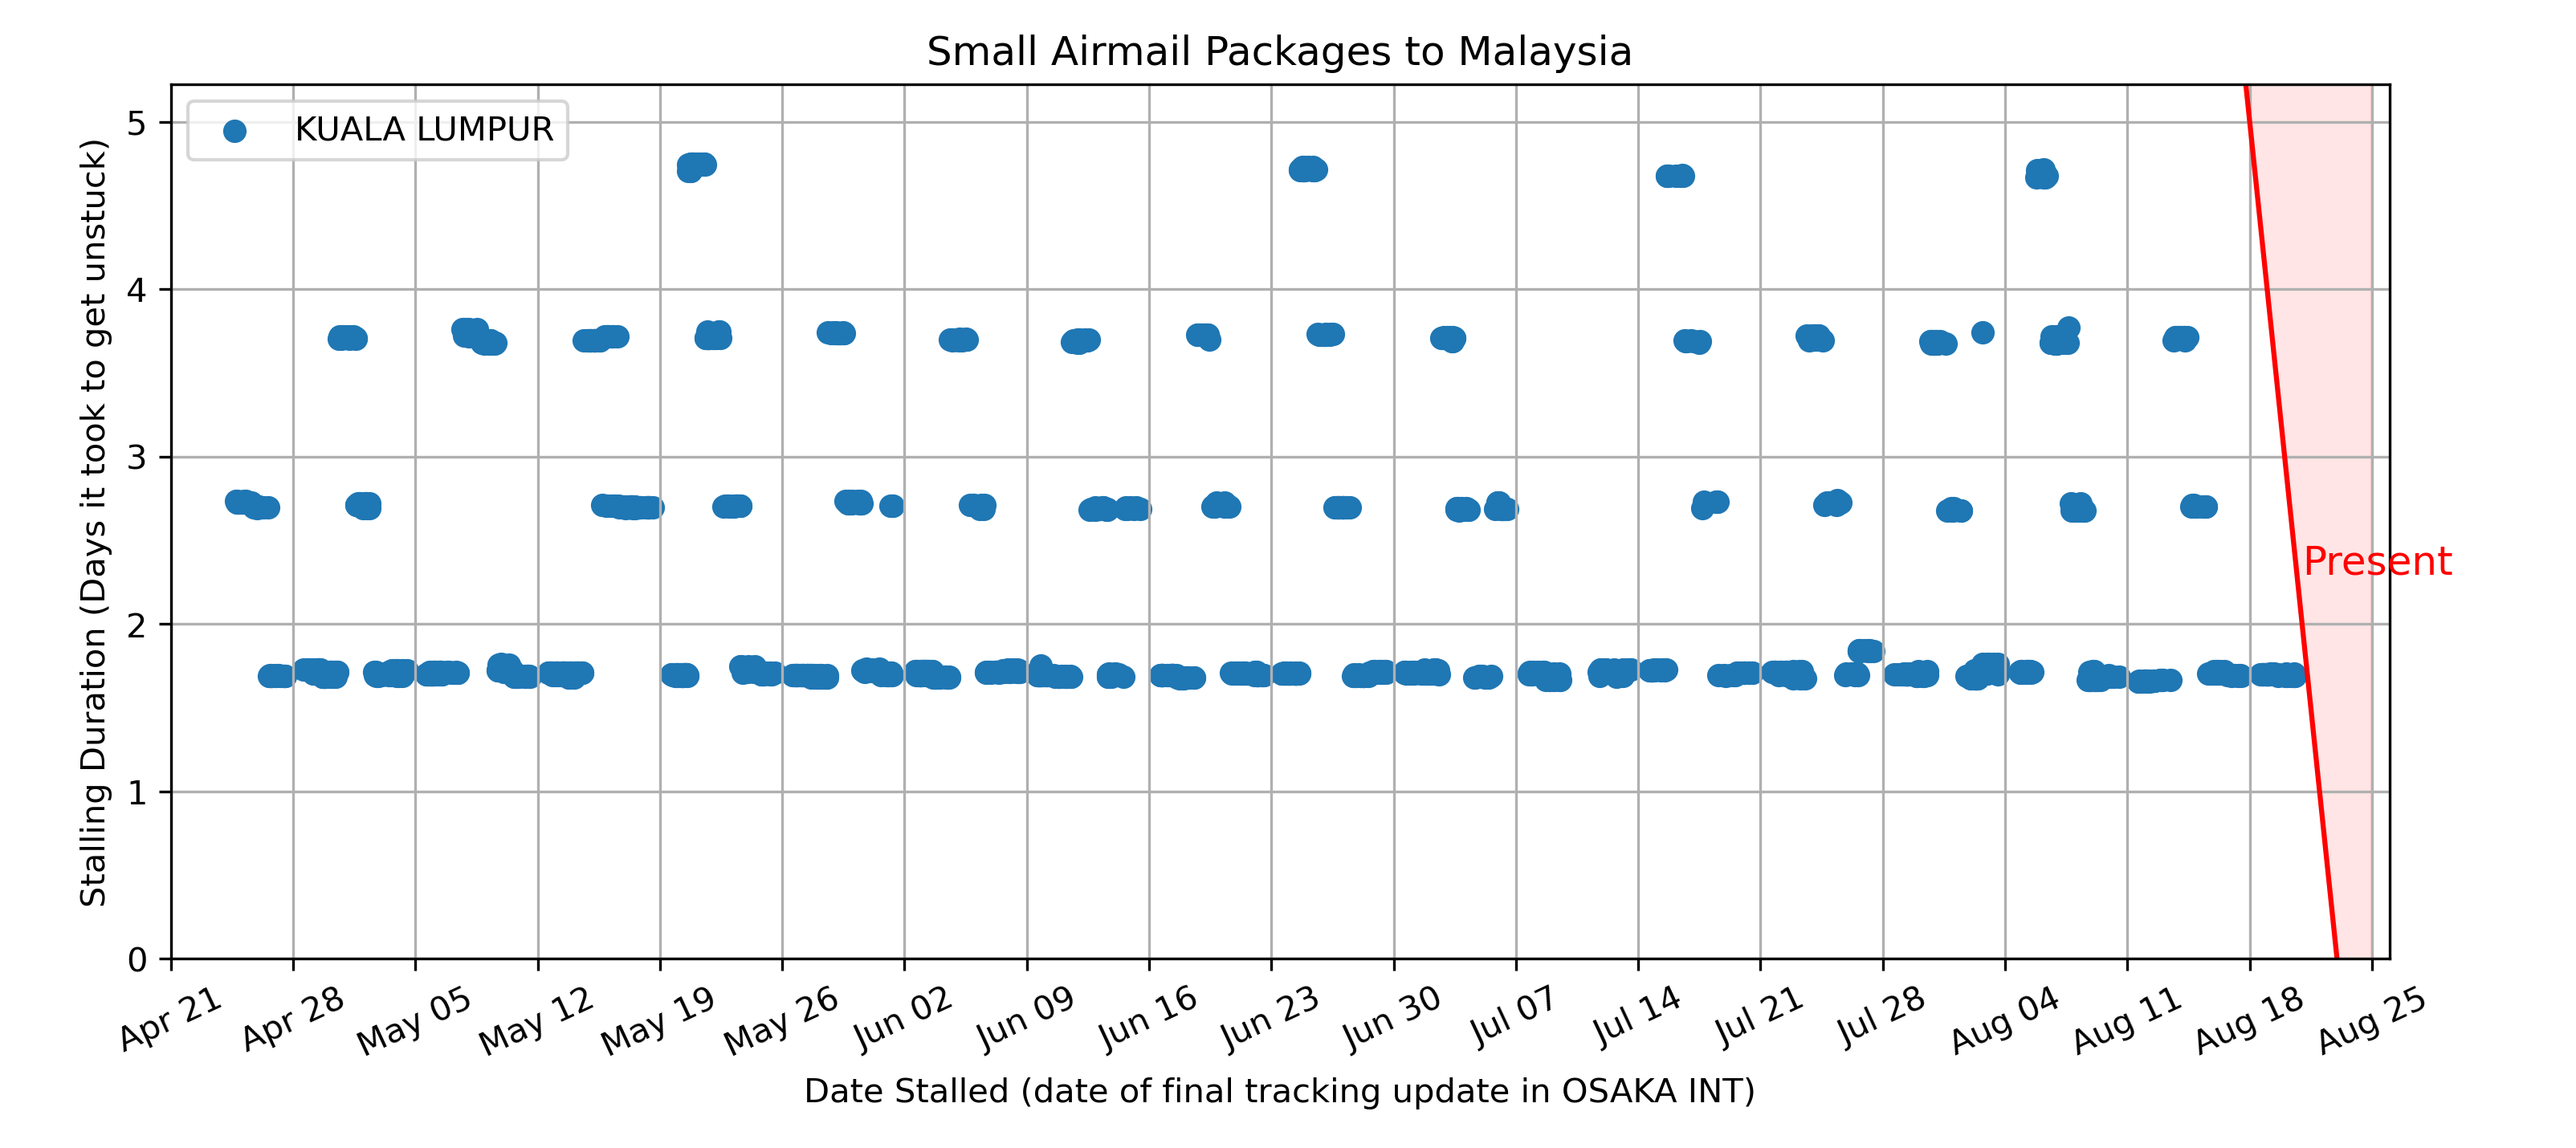 Small Airmail Packages to Malaysia
KUALA LUMPUR
Stalling Duration (Days it took to get unstuck)
5
4
3
2
1
0
Present
Apr 21
Apr 28
May 05
May 12
May 19
May 26
Jun 02
Jun 09
Jun 16
Jun 23
Jun 30
Jul 07
Jul 14
Jul 21
Jul 28
Aug 04
Aug 11
Aug 18
Aug 25
Date Stalled (date of final tracking update in OSAKA INT)